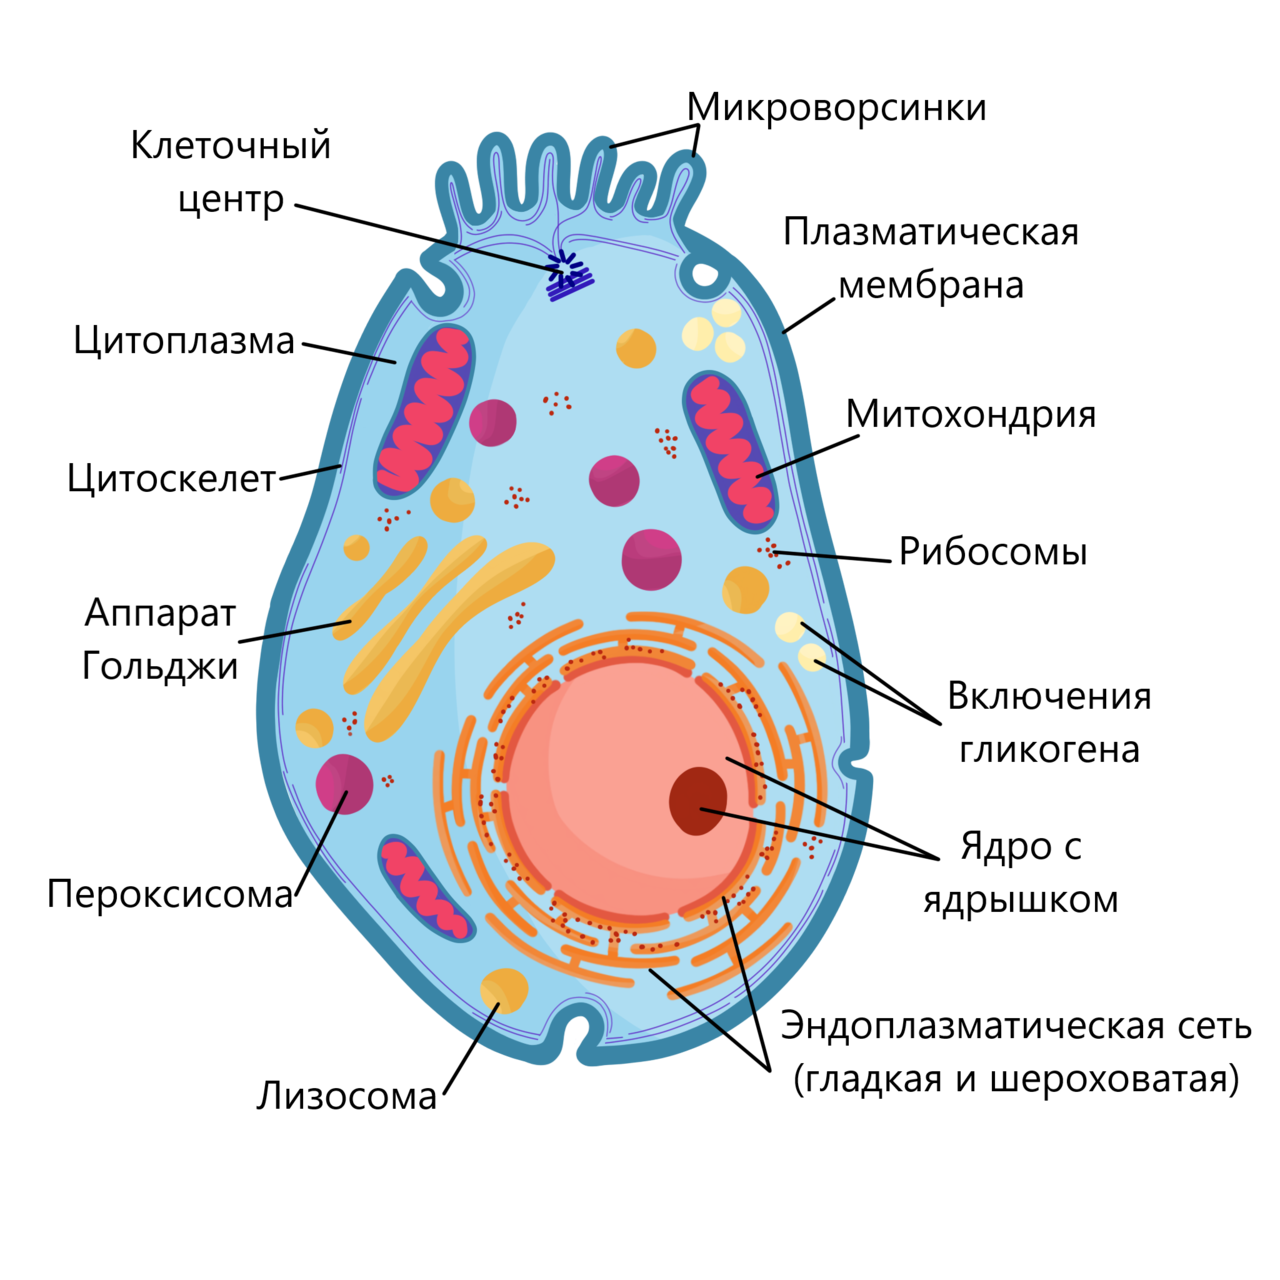 Микроворсинки
Клеточный
центр
Плазматическая
мембрана
Цитоплазма
Митохондрия
Цитоскелет
Рибосомы
Аппарат
Гольджи
Включения
гликогена
Ядро с
ядрышком
Пероксисома
Эндоплазматическая сеть
(гладкая и шероховатая)
Лизосома